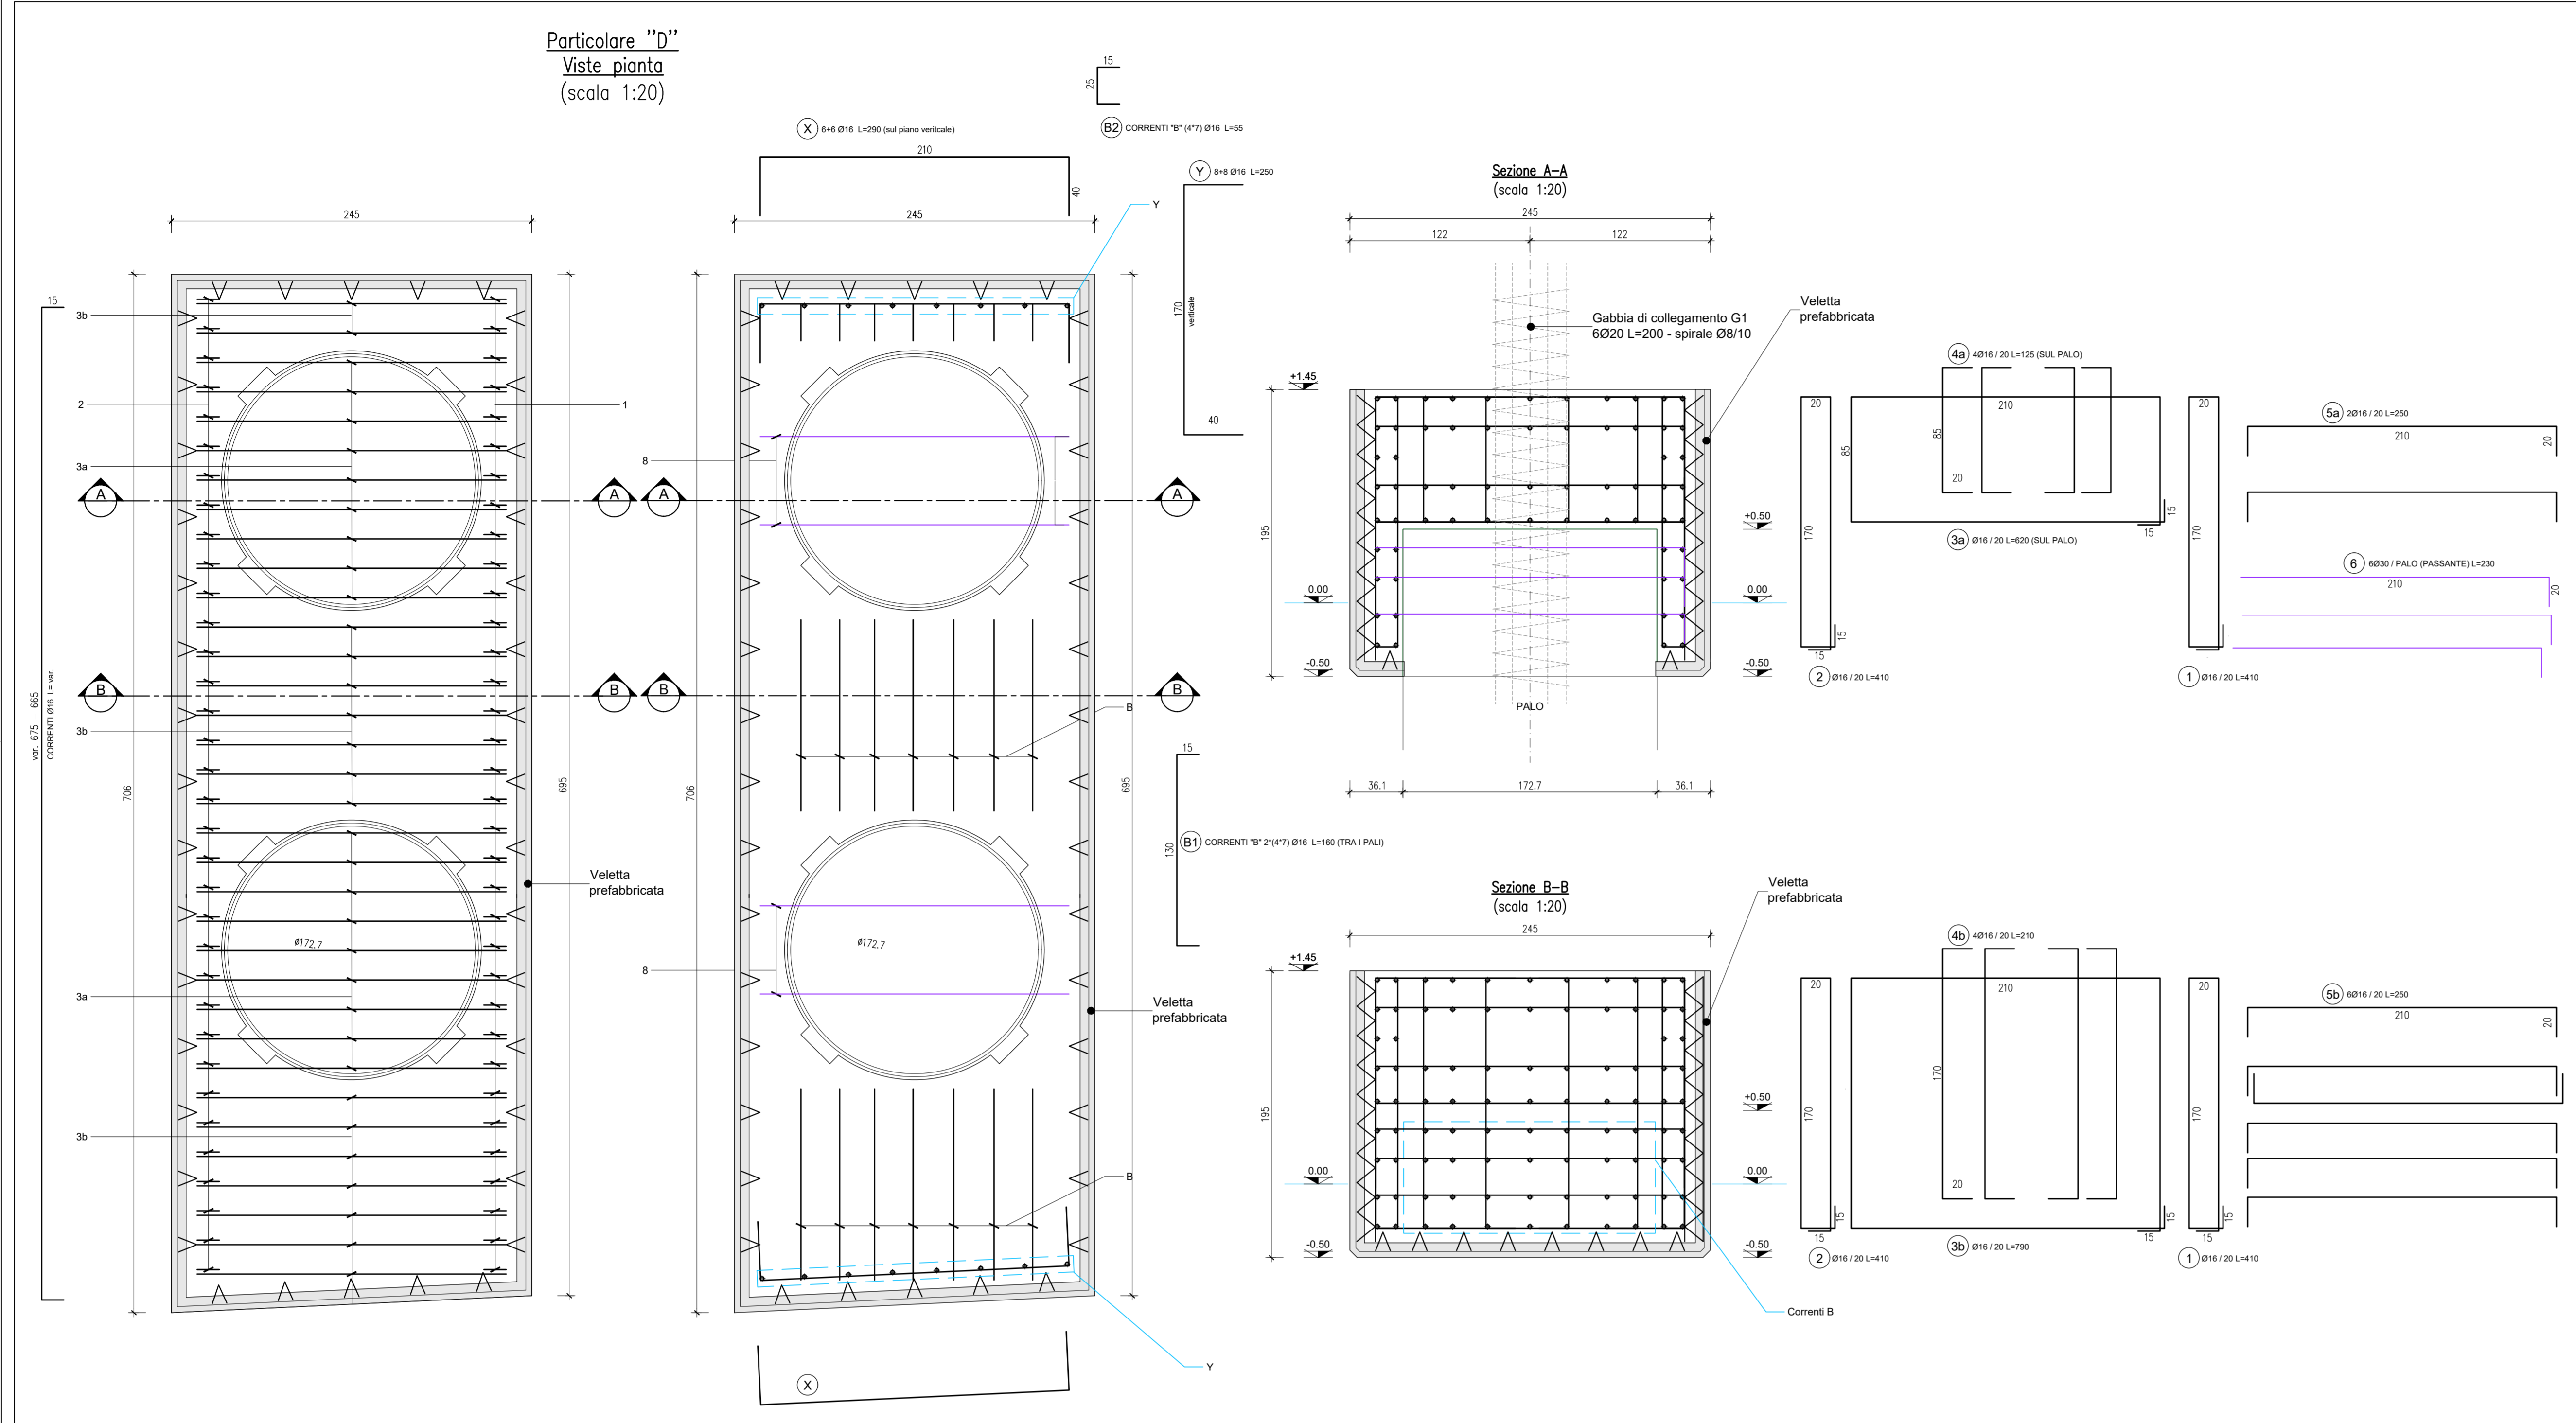 Particolare "D"
Viste pianta
(scala 1:20)
15
25
B2 CORRENTI "B" (4*7) Ø16 L=55
X 6+6 Ø16 L=290 (sul piano veritcale)
210
40
Y 8+8 Ø16 L=250
170
verticale
40
245
245
Y
15
var. 675 - 665
CORRENTI Ø16 L= var.
3b
2
1
3a
8
A
A
A
A
B
B
B
B
3b
706
695
706
695
B
Veletta
prefabbricata
Ø172.7
Ø172.7
8
3a
Veletta
prefabbricata
3b
B
X
Y
15
130
B1 CORRENTI "B" 2*(4*7) Ø16 L=160 (TRA I PALI)
Sezione A-A
(scala 1:20)
245
122
122
Gabbia di collegamento G1
6Ø20 L=200 - spirale Ø8/10
Veletta
prefabbricata
+1.45
195
+0.50
0.00
0.00
-0.50
-0.50
PALO
36.1
172.7
36.1
4a 4Ø16 / 20 L=125 (SUL PALO)
20
210
20
85
85
20
170
170
15
15
15
15
15
3a Ø16 / 20 L=620 (SUL PALO)
2 Ø16 / 20 L=410
1 Ø16 / 20 L=410
5a 2Ø16 / 20 L=250
210
20
6 6Ø30 / PALO (PASSANTE) L=230
210
20
Sezione B-B
(scala 1:20)
245
Veletta
prefabbricata
+1.45
195
+0.50
0.00
0.00
-0.50
-0.50
Correnti B
4b 4Ø16 / 20 L=210
20
210
20
170
170
170
20
15
15
15
15
15
15
3b Ø16 / 20 L=790
2 Ø16 / 20 L=410
1 Ø16 / 20 L=410
5b 6Ø16 / 20 L=250
210
20